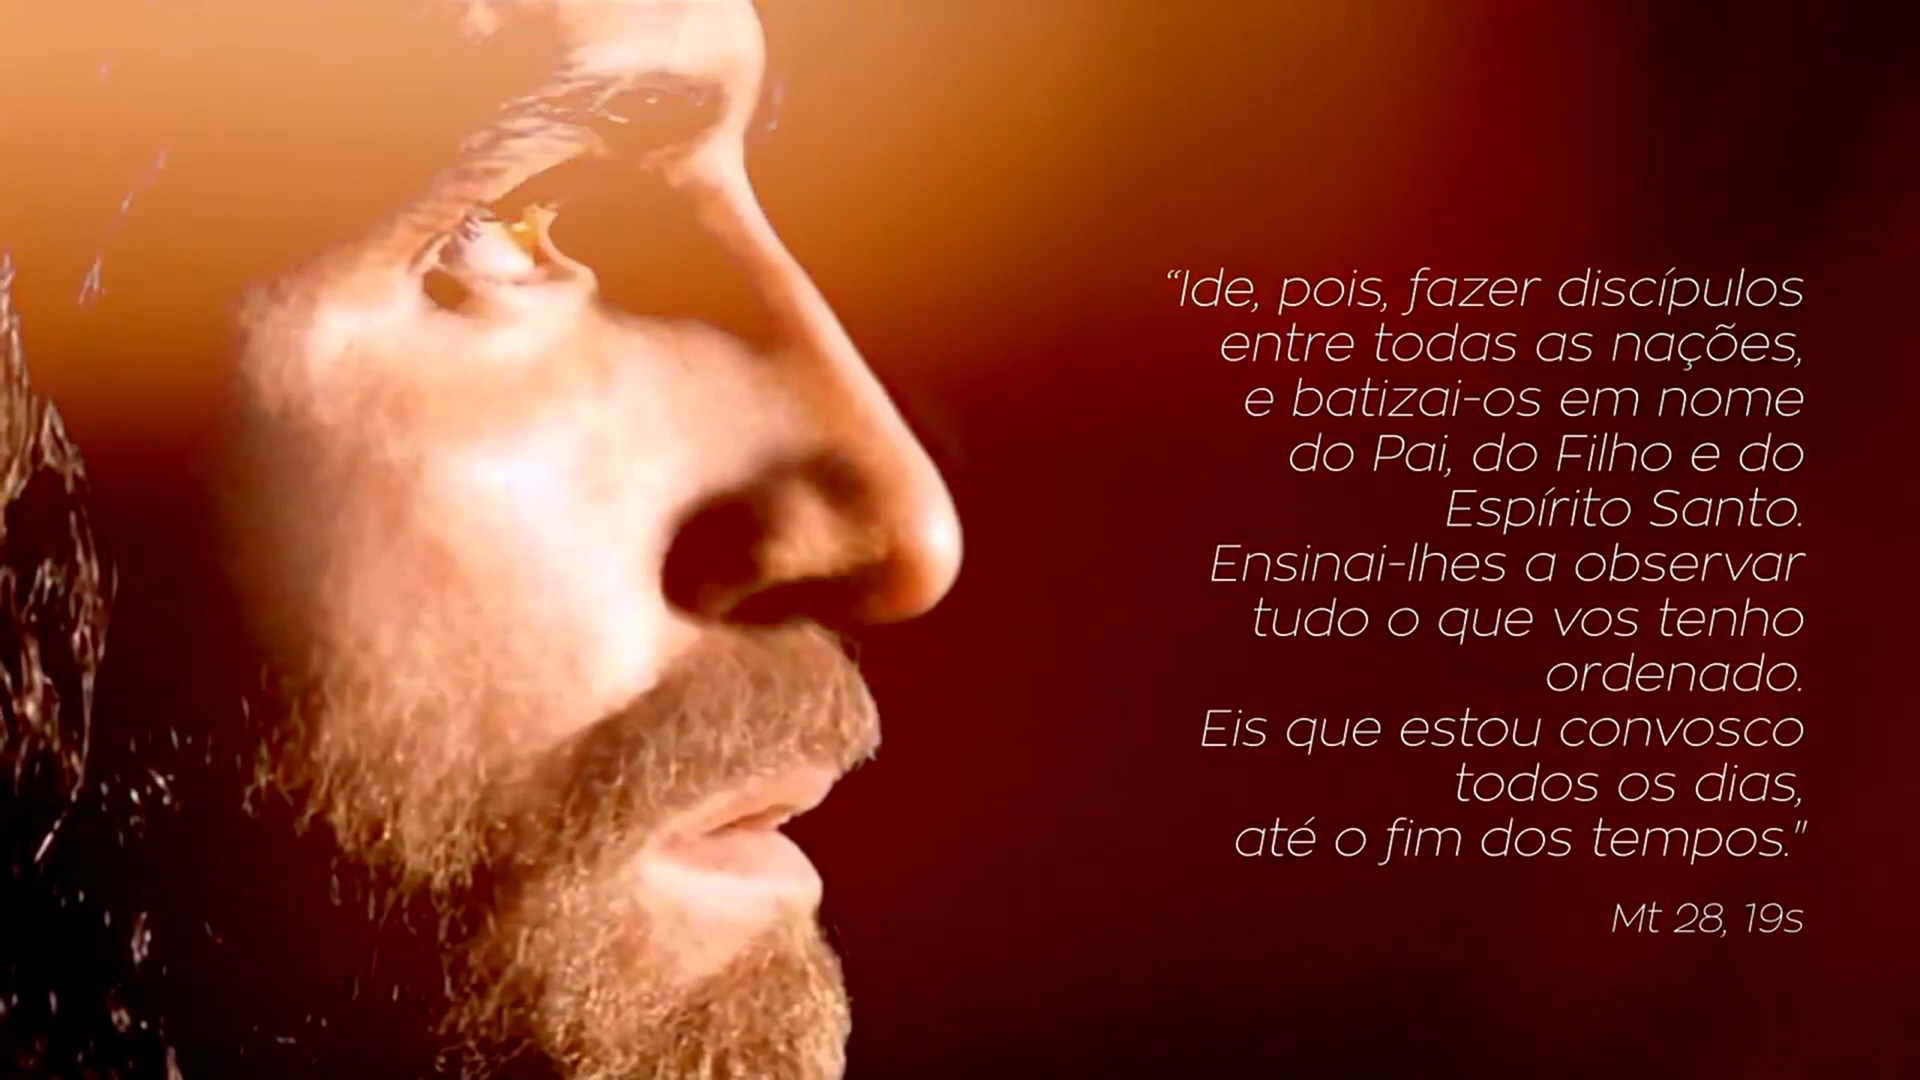 “Ide, pois, fazer discípulos
entre todas as nações,
e batizai-os em nome
do Pai, do Filho e do
Espírito Santo.
Ensinai-lhes a observar
tudo o que vos tenho
ordenado.
Eis que estou convosco
todos os dias,
até o fim dos tempos."
Mt 28, 19s